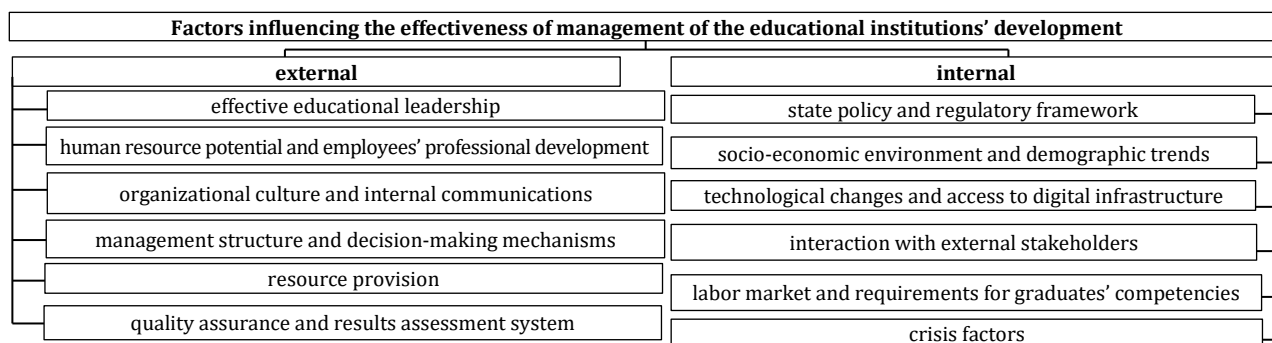 Factors influencing the effectiveness of management of the educational institutions’ development
external
effective educational leadership
human resource potential and employees’ professional development
organizational culture and internal communications
management structure and decision-making mechanisms
resource provision
quality assurance and results assessment system
internal
state policy and regulatory framework
socio-economic environment and demographic trends
technological changes and access to digital infrastructure
interaction with external stakeholders
labor market and requirements for graduates’ competencies
crisis factors